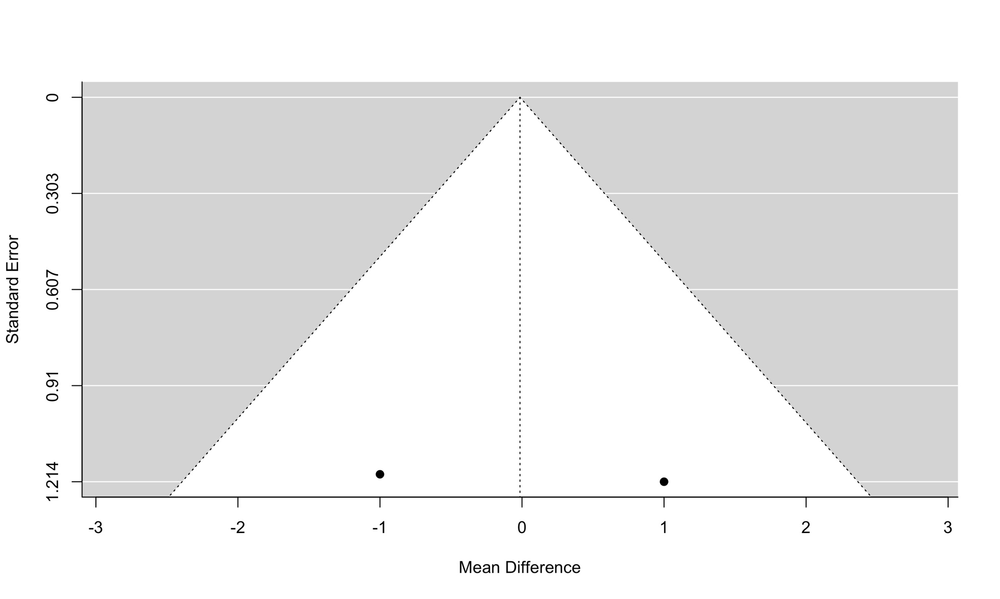 0
0.303
0.607
0.91
1.214
Standard Error
-3 -2 -1 0 1 2 3
Mean Difference